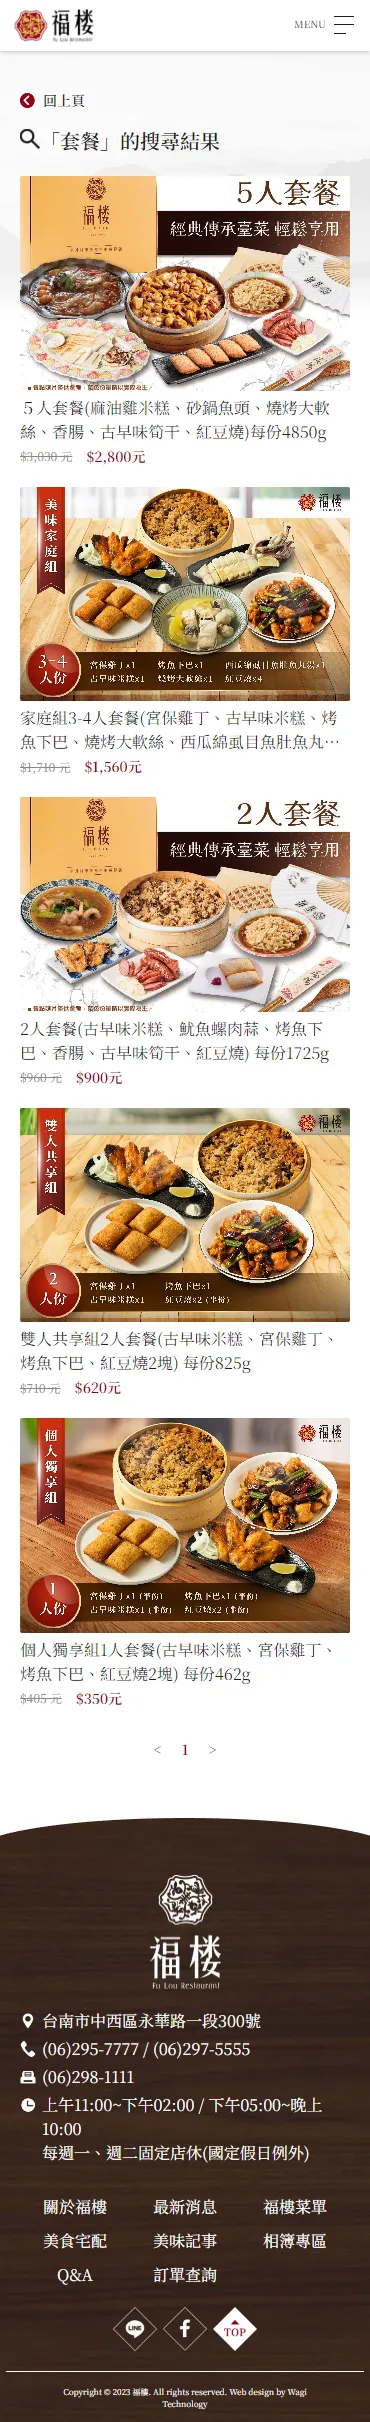 福楼
Fu Lou Restaurant
MENU
回上頁
「套餐」的搜尋結果
福楼
5人套餐
經典傳承臺菜 輕鬆享用
５人套餐(麻油雞米糕、砂鍋魚頭、燒烤大軟
絲、香腸、古早味筍干、紅豆燒)每份4850g
$3,030 元 $2,800元
美味家庭組
福楼
3-4
人份
宮保雞丁x1 烤魚下巴x1 西瓜綿虱目魚肚魚丸湯x1
古早味米糕x1 燒烤大軟絲x1 紅豆燒x4
家庭組3-4人套餐(宮保雞丁、古早味米糕、烤
魚下巴、燒烤大軟絲、西瓜綿虱目魚肚魚丸…
$1,710 元 $1,560元
福楼
2人套餐
經典傳承臺菜 輕鬆享用
2人套餐(古早味米糕、魷魚螺肉蒜、烤魚下
巴、香腸、古早味筍干、紅豆燒) 每份1725g
$960 元 $900元
雙人共享組
福楼
2
人份
宮保雞丁x1 烤魚下巴x1
古早味米糕x1 紅豆燒x2 (半份)
雙人共享組2人套餐(古早味米糕、宮保雞丁、
烤魚下巴、紅豆燒2塊) 每份825g
$710 元 $620元
個人獨享組
福楼
1
人份
宮保雞丁x1 (半份) 烤魚下巴x1 (半份)
古早味米糕x1 (半份) 紅豆燒x2 (半份)
個人獨享組1人套餐(古早味米糕、宮保雞丁、
烤魚下巴、紅豆燒2塊) 每份462g
$405 元 $350元
< 1 >
福楼
Fu Lou Restaurant
台南市中西區永華路一段300號
(06)295-7777 / (06)297-5555
(06)298-1111
上午11:00~下午02:00 / 下午05:00~晚上
10:00
每週一、週二固定店休(國定假日例外)
關於福樓 最新消息 福樓菜單
美食宅配 美味記事 相簿專區
Q&A 訂單查詢
LINE
TOP
Copyright © 2023 福樓. All rights reserved. Web design by Wagi
Technology